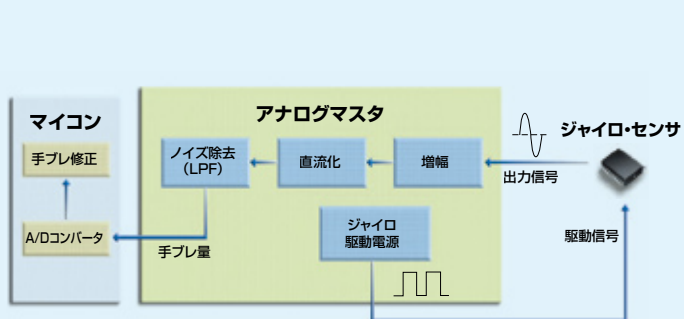 マイコン
手ブレ修正
A/Dコンバータ
アナログマスタ
ノイズ除去
(LPF)
直流化
増幅
ジャイロ
駆動電源
手ブレ量
ジャイロ・センサ
出力信号
駆動信号